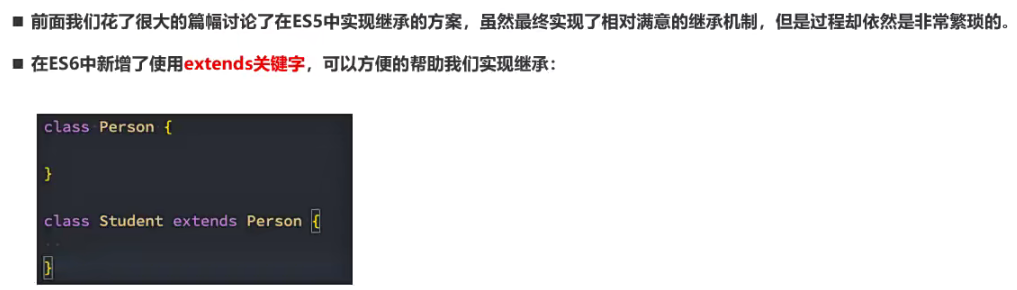 ■ 前面我们花了很大的篇幅讨论了在ES5中实现继承的方案，虽然最终实现了相对满意的继承机制，但是过程却依然是非常繁琐的。
■ 在ES6中新增了使用extends关键字，可以方便的帮助我们实现继承：
class Person {
}
class Student extends Person {
}